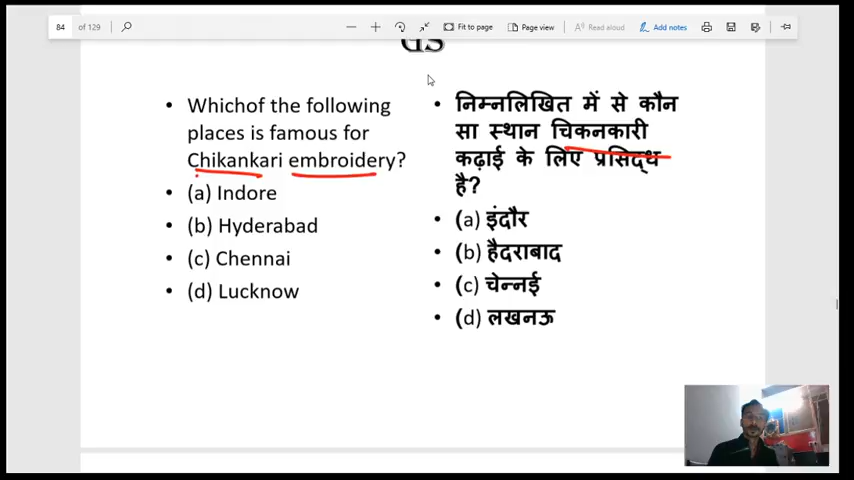 84 of 129
Fit to page
Page view
Read aloud
Add notes
GS
• Whichof the following
places is famous for
Chikankari embroidery?
• (a) Indore
• (b) Hyderabad
• (c) Chennai
• (d) Lucknow
• निम्नलिखित में से कौन
सा स्थान चिकनकारी
कढ़ाई के लिए प्रसिद्ध
है?
• (a) इंदौर
• (b) हैदराबाद
• (c) चेन्नई
• (d) लखनऊ